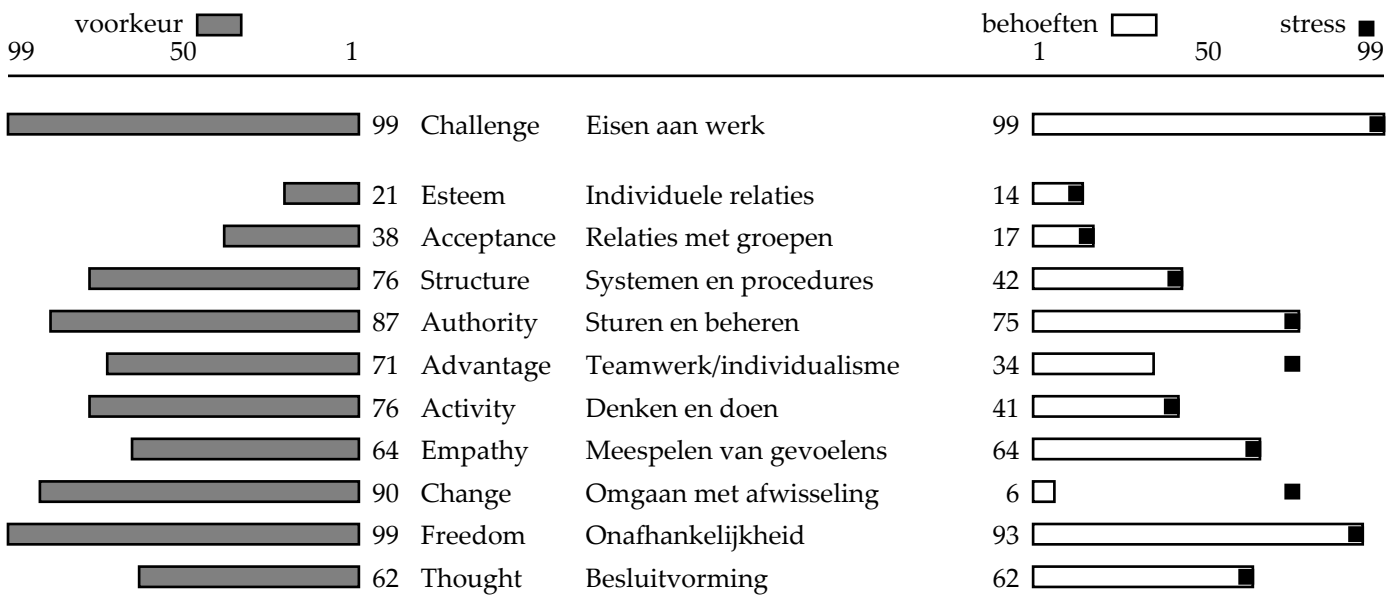 voorkeur behoeften stress
99 50 1 1 50 99
99 Challenge Eisen aan werk 99
21 Esteem Individuele relaties 14
38 Acceptance Relaties met groepen 17
76 Structure Systemen en procedures 42
87 Authority Sturen en beheren 75
71 Advantage Teamwerk/individualisme 34
76 Activity Denken en doen 41
64 Empathy Meespelen van gevoelens 64
90 Change Omgaan met afwisseling 6
99 Freedom Onafhankelijkheid 93
62 Thought Besluitvorming 62